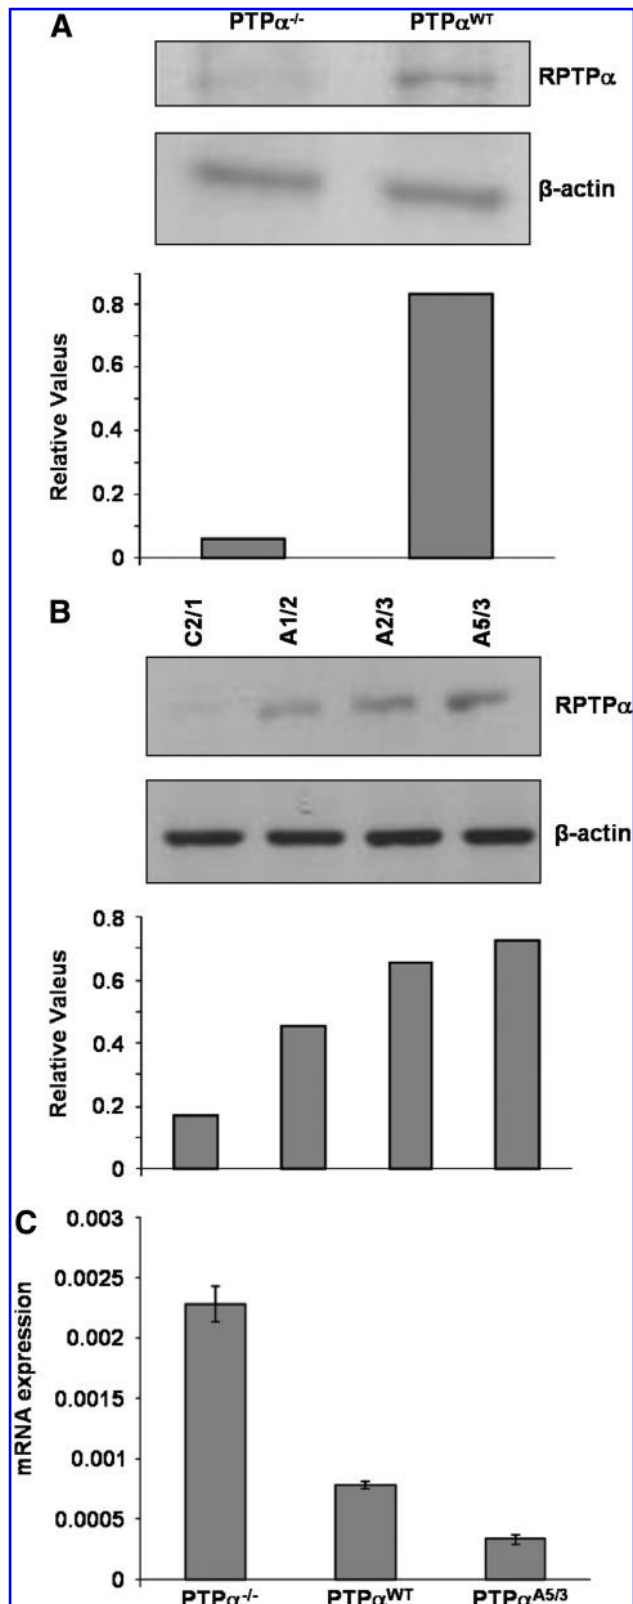 A
PTPα-/- PTPαWT
RPTPα
β-actin
Relative Valeus
0.8
0.6
0.4
0.2
0
B
C2/1 A1/2 A2/3 A5/3
RPTPα
β-actin
Relative Valeus
0.8
0.6
0.4
0.2
0
C
mRNA expression
0.003
0.0025
0.002
0.0015
0.001
0.0005
0
PTPα-/- PTPαWT PTPαA5/3